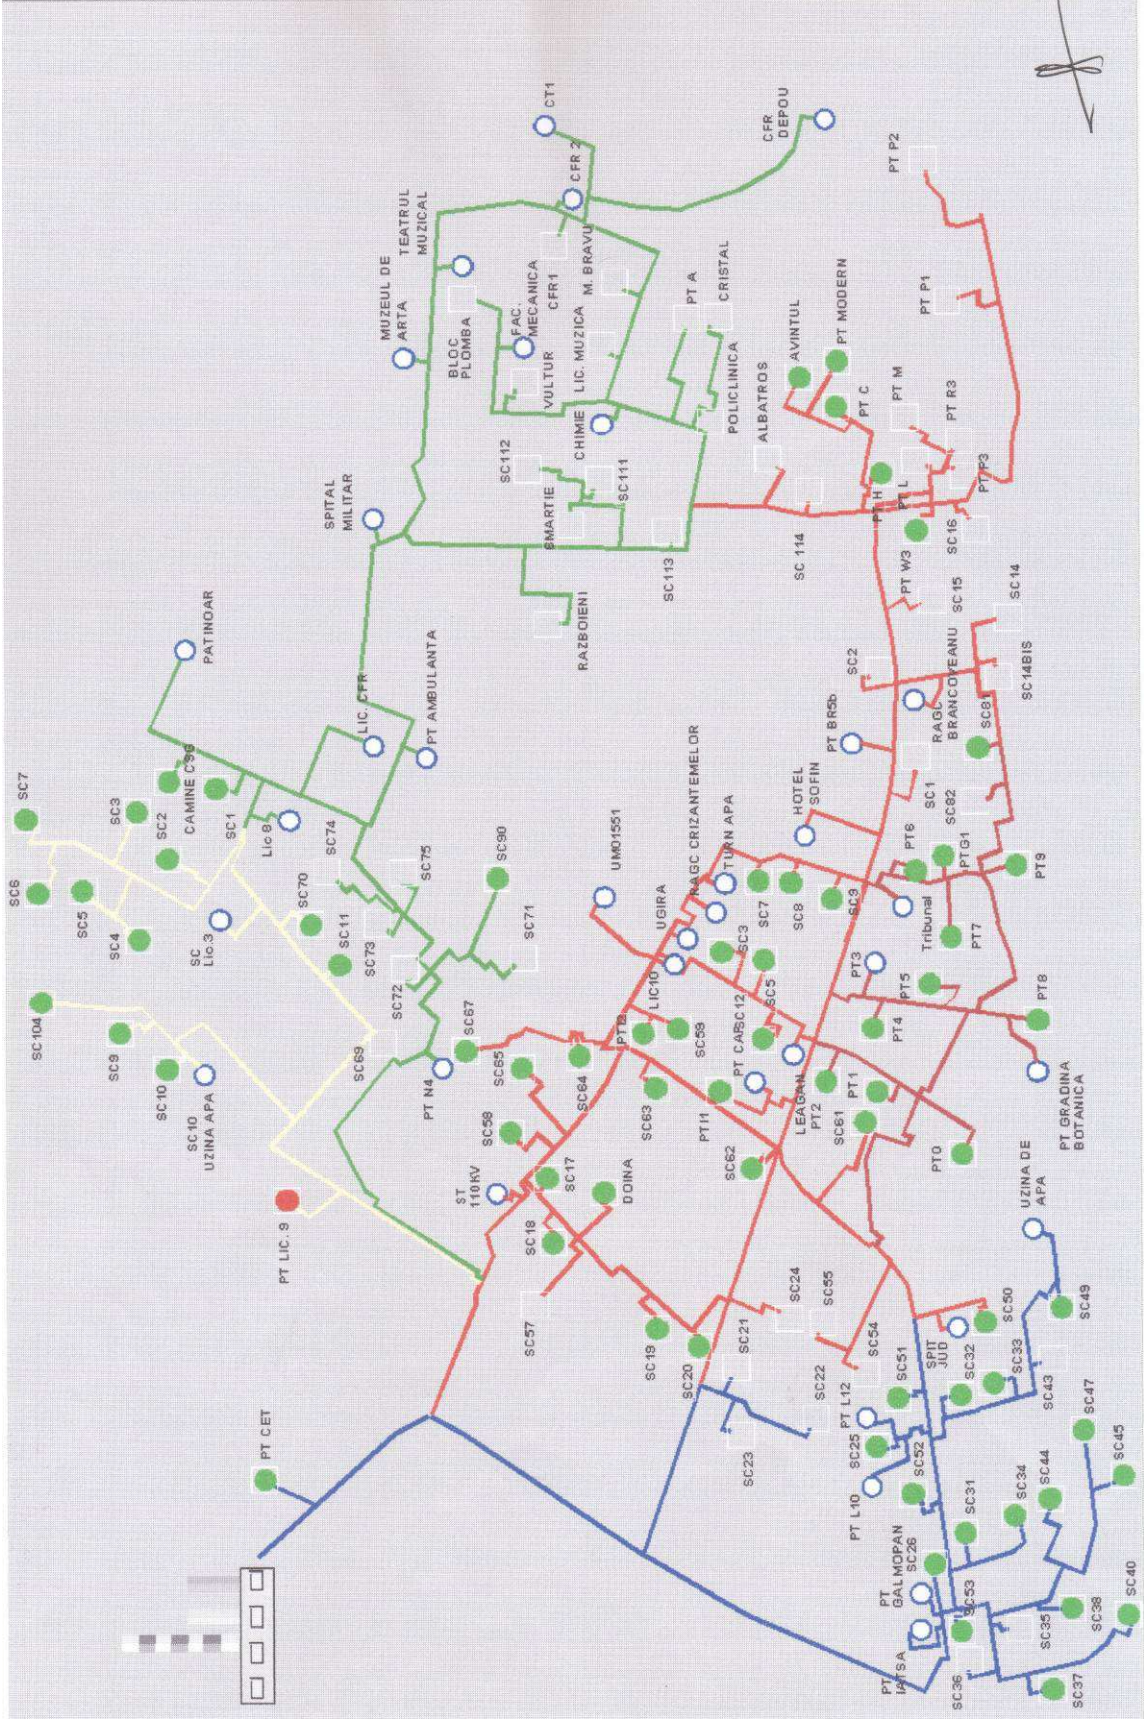 CT1
CFR 2
CFR
DEPOU
PT P2
TEATRUL
MUZICAL
MUZEUL DE
ARTA
BLOC
PLOMBA
FAC.
MECANICA
CFR1
M. BRAVU
VULTUR
LIC. MUZICA
CHIMIE
PT A
CRISTAL
POLICLINICA
ALBATROS
AVINTUL
PT MODERN
PT C
PT M
PT R3
PT P1
PT P3
PT H
PT L
SC16
PT W3
SC 114
SC112
SC111
SMARTIE
SC113
RAZBOIENI
SPITAL
MILITAR
PATINOAR
LIC. CFR
PT AMBULANTA
SC15
SC14
SC14BIS
SC2
RAGC
BRANCOVEANU
SC81
PT BR5b
HOTEL
SOFIN
SC1
SC82
PT6
PTG1
PT9
PT7
Tribunal
SC9
SC8
SC7
TURN APA
RAGC CRIZANTEMELOR
UGIRA
UM01551
LIC10
SC3
SC5
SC12
PT CAF
SC59
PT12
PT3
PT5
PT4
PT8
PT GRADINA
BOTANICA
LEAGAN
PT2
PT1
SC61
PT0
SC7
SC6
SC5
SC4
SC3
SC2
CAMINE CSG
SC1
Lic 8
SC
Lic.3
SC74
SC70
SC11
SC75
SC73
SC72
SC90
SC71
SC104
SC9
SC10
SC10
UZINA APA
SC69
PT N4
SC67
SC65
SC64
SC63
PTI1
SC62
SC58
ST
110KV
SC17
DOINA
SC18
SC57
SC19
SC20
SC21
SC24
SC55
SC54
SC22
SC23
PT LIC. 9
PT CET
UZINA DE
APA
SC49
SC50
SPIT
JUD
SC51
SC32
SC33
SC43
SC47
SC45
PT L12
SC25
SC52
PT L10
SC31
SC34
SC44
SC26
PT
GALMOPAN
SC53
PT
IATSA
SC36
SC35
SC38
SC40
SC37